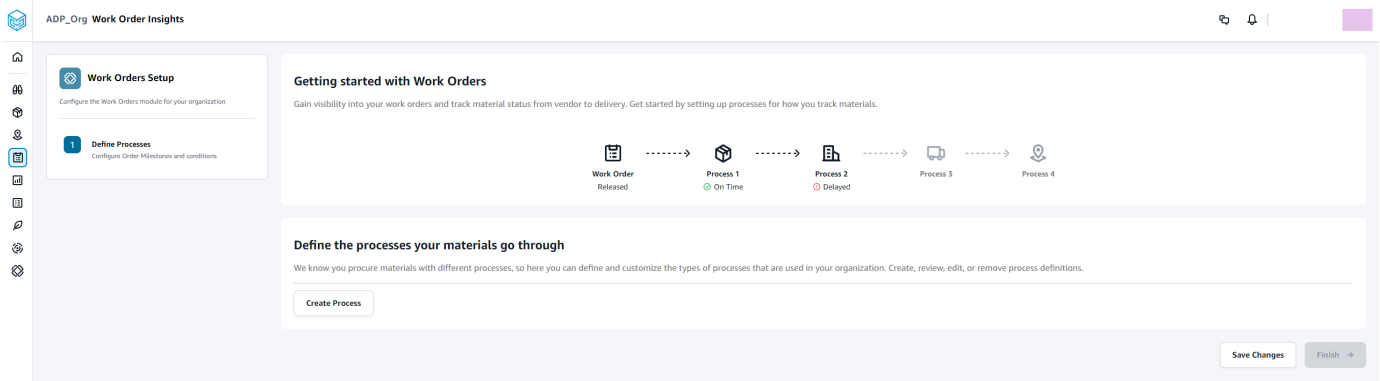 ADP_Org Work Order Insights
Work Orders Setup
Configure the Work Orders module for your organization
1
Define Processes
Configure Order Milestones and conditions
Getting started with Work Orders
Gain visibility into your work orders and track material status from vendor to delivery. Get started by setting up processes for how you track materials.
Work Order
Released
Process 1
On Time
Process 2
Delayed
Process 3
Process 4
Define the processes your materials go through
We know you procure materials with different processes, so here you can define and customize the types of processes that are used in your organization. Create, review, edit, or remove process definitions.
Create Process
Save Changes
Finish